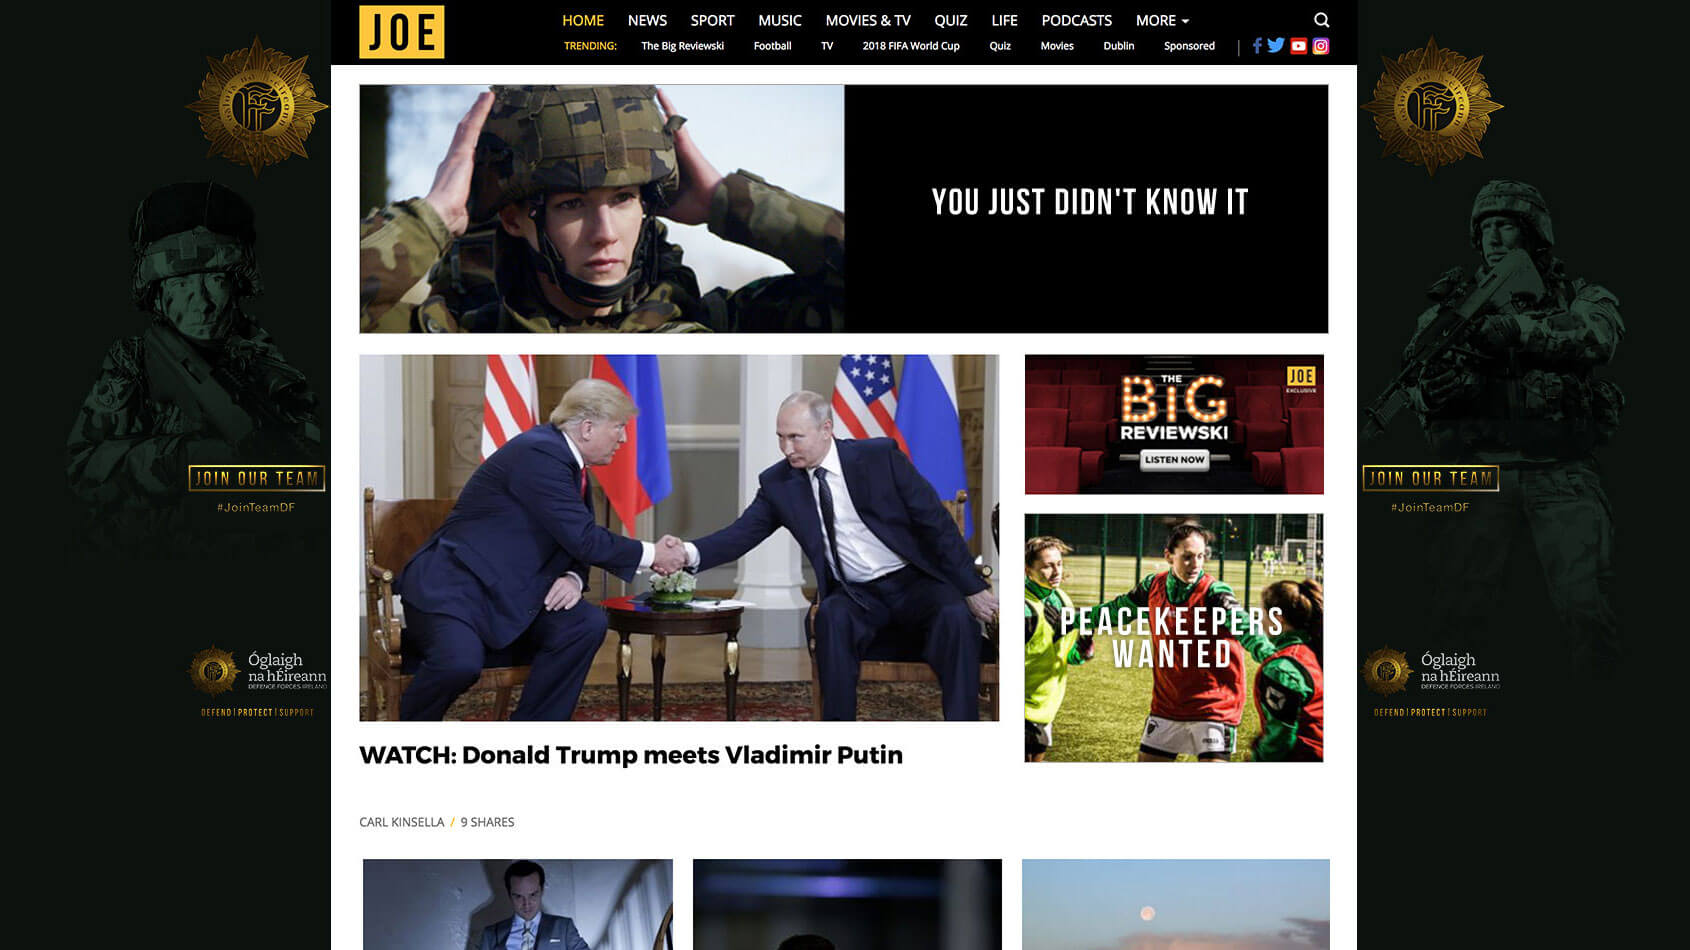 JOE
HOME NEWS SPORT MUSIC MOVIES & TV QUIZ LIFE PODCASTS MORE
TRENDING: The Big Reviewski Football TV 2018 FIFA World Cup Quiz Movies Dublin Sponsored
YOU JUST DIDN'T KNOW IT
THE
BIG
REVIEWSKI
LISTEN NOW
JOE
EXCLUSIVE
PEACEKEEPERS
WANTED
WATCH: Donald Trump meets Vladimir Putin
CARL KINSELLA / 9 SHARES
JOIN OUR TEAM
#JoinTeamDF
Óglaigh
na hÉireann
DEFENCE FORCES IRELAND
DEFEND | PROTECT | SUPPORT
JOIN OUR TEAM
#JoinTeamDF
Óglaigh
na hÉireann
DEFENCE FORCES IRELAND
DEFEND | PROTECT | SUPPORT